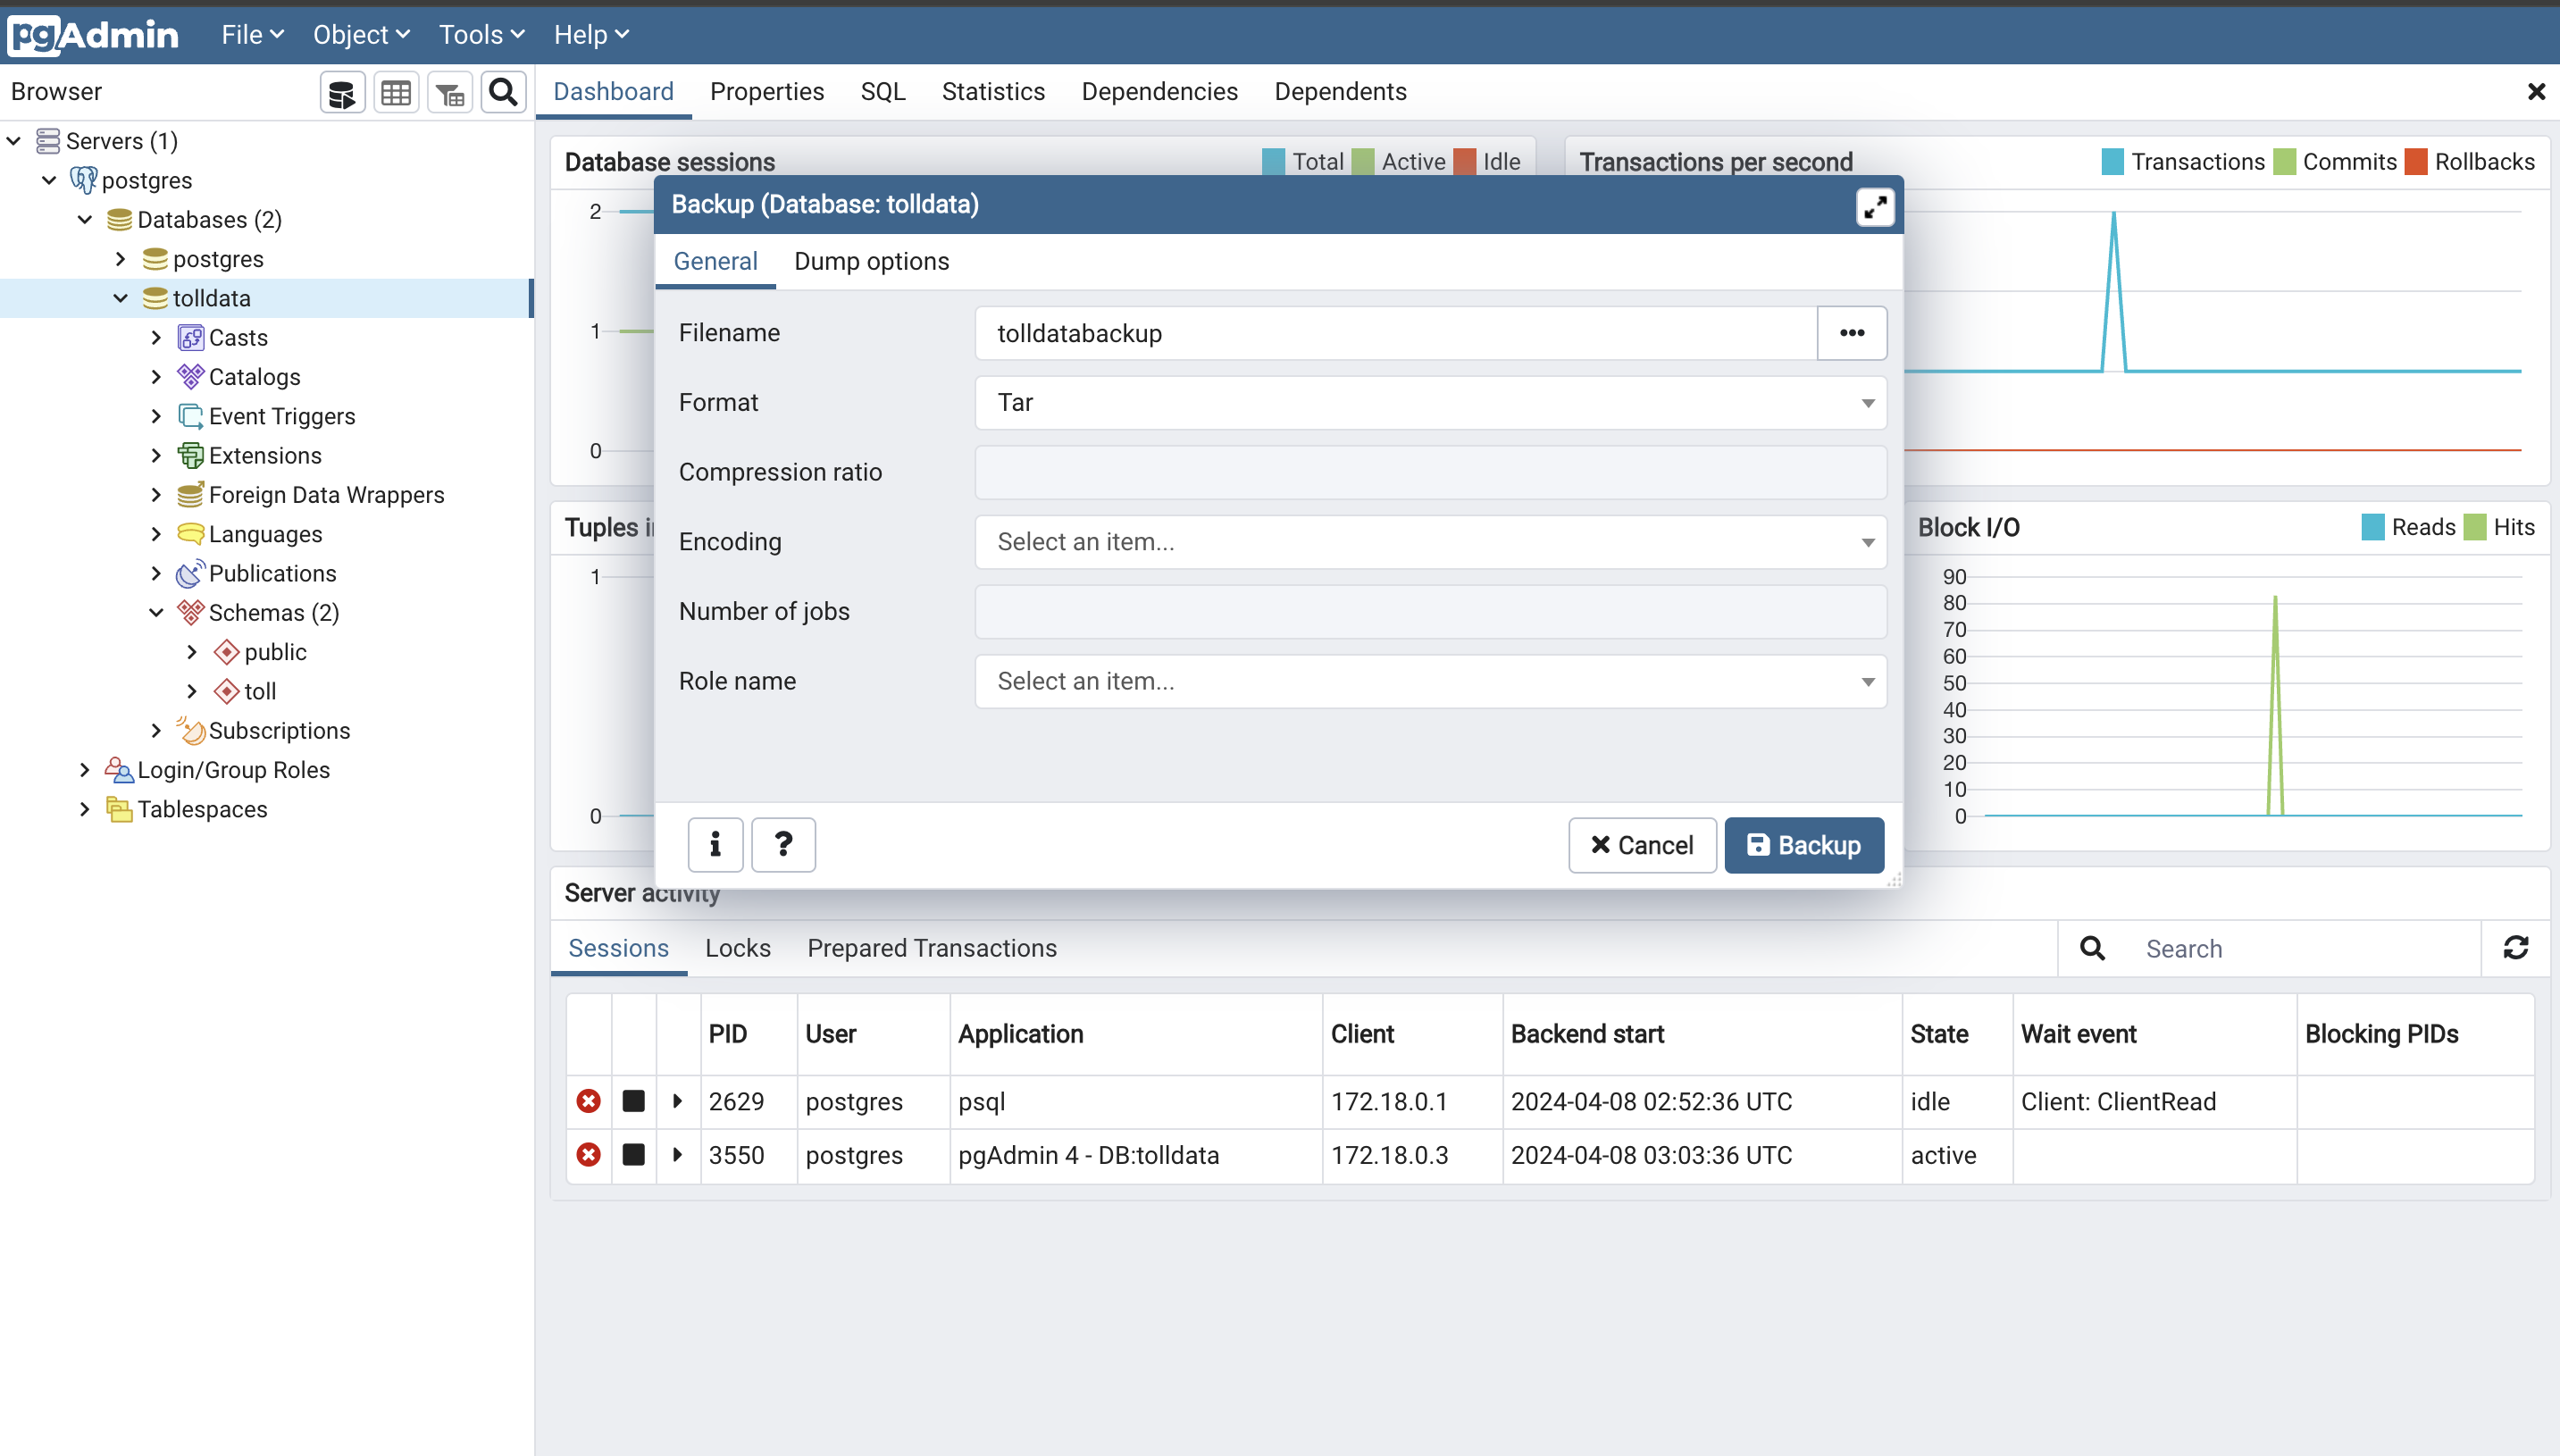 pgAdmin File Object Tools Help
Browser
Dashboard Properties SQL Statistics Dependencies Dependents
Servers (1)
postgres
Databases (2)
postgres
tolldata
Casts
Catalogs
Event Triggers
Extensions
Foreign Data Wrappers
Languages
Publications
Schemas (2)
public
toll
Subscriptions
Login/Group Roles
Tablespaces
Database sessions Total Active Idle
2
1
0
Transactions per second Transactions Commits Rollbacks
Backup (Database: tolldata)
General Dump options
Filename tolldatabackup
Format Tar
Compression ratio
Encoding Select an item...
Number of jobs
Role name Select an item...
Cancel Backup
Tuples
1
0
Block I/O Reads Hits
90
80
70
60
50
40
30
20
10
0
Server activity
Sessions Locks Prepared Transactions Search
PID User Application Client Backend start State Wait event Blocking PIDs
2629 postgres psql 172.18.0.1 2024-04-08 02:52:36 UTC idle Client: ClientRead
3550 postgres pgAdmin 4 - DB:tolldata 172.18.0.3 2024-04-08 03:03:36 UTC active